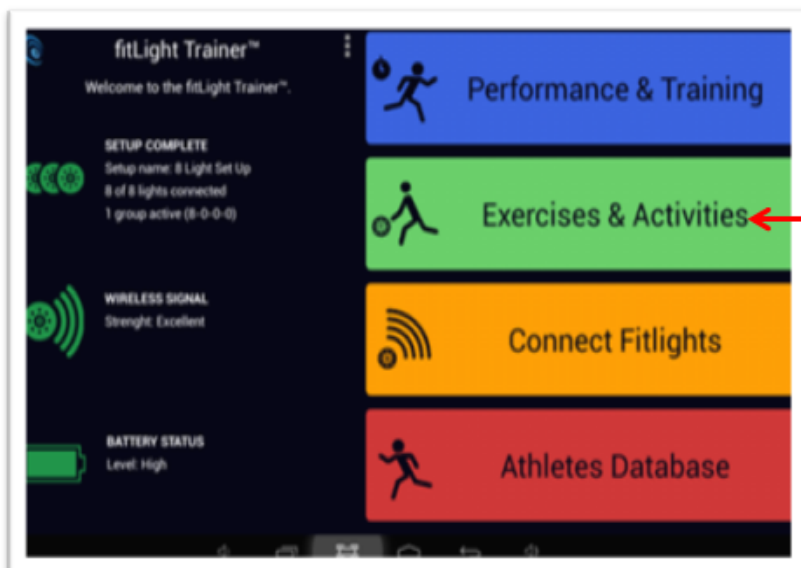 fitLight Trainer™
Welcome to the fitLight Trainer™.
SETUP COMPLETE
Setup name: 8 Light Set Up
8 of 8 lights connected
1 group active (8-0-0-0)
WIRELESS SIGNAL
Strenght: Excellent
BATTERY STATUS
Level: High
Performance & Training
Exercises & Activities
Connect Fitlights
Athletes Database